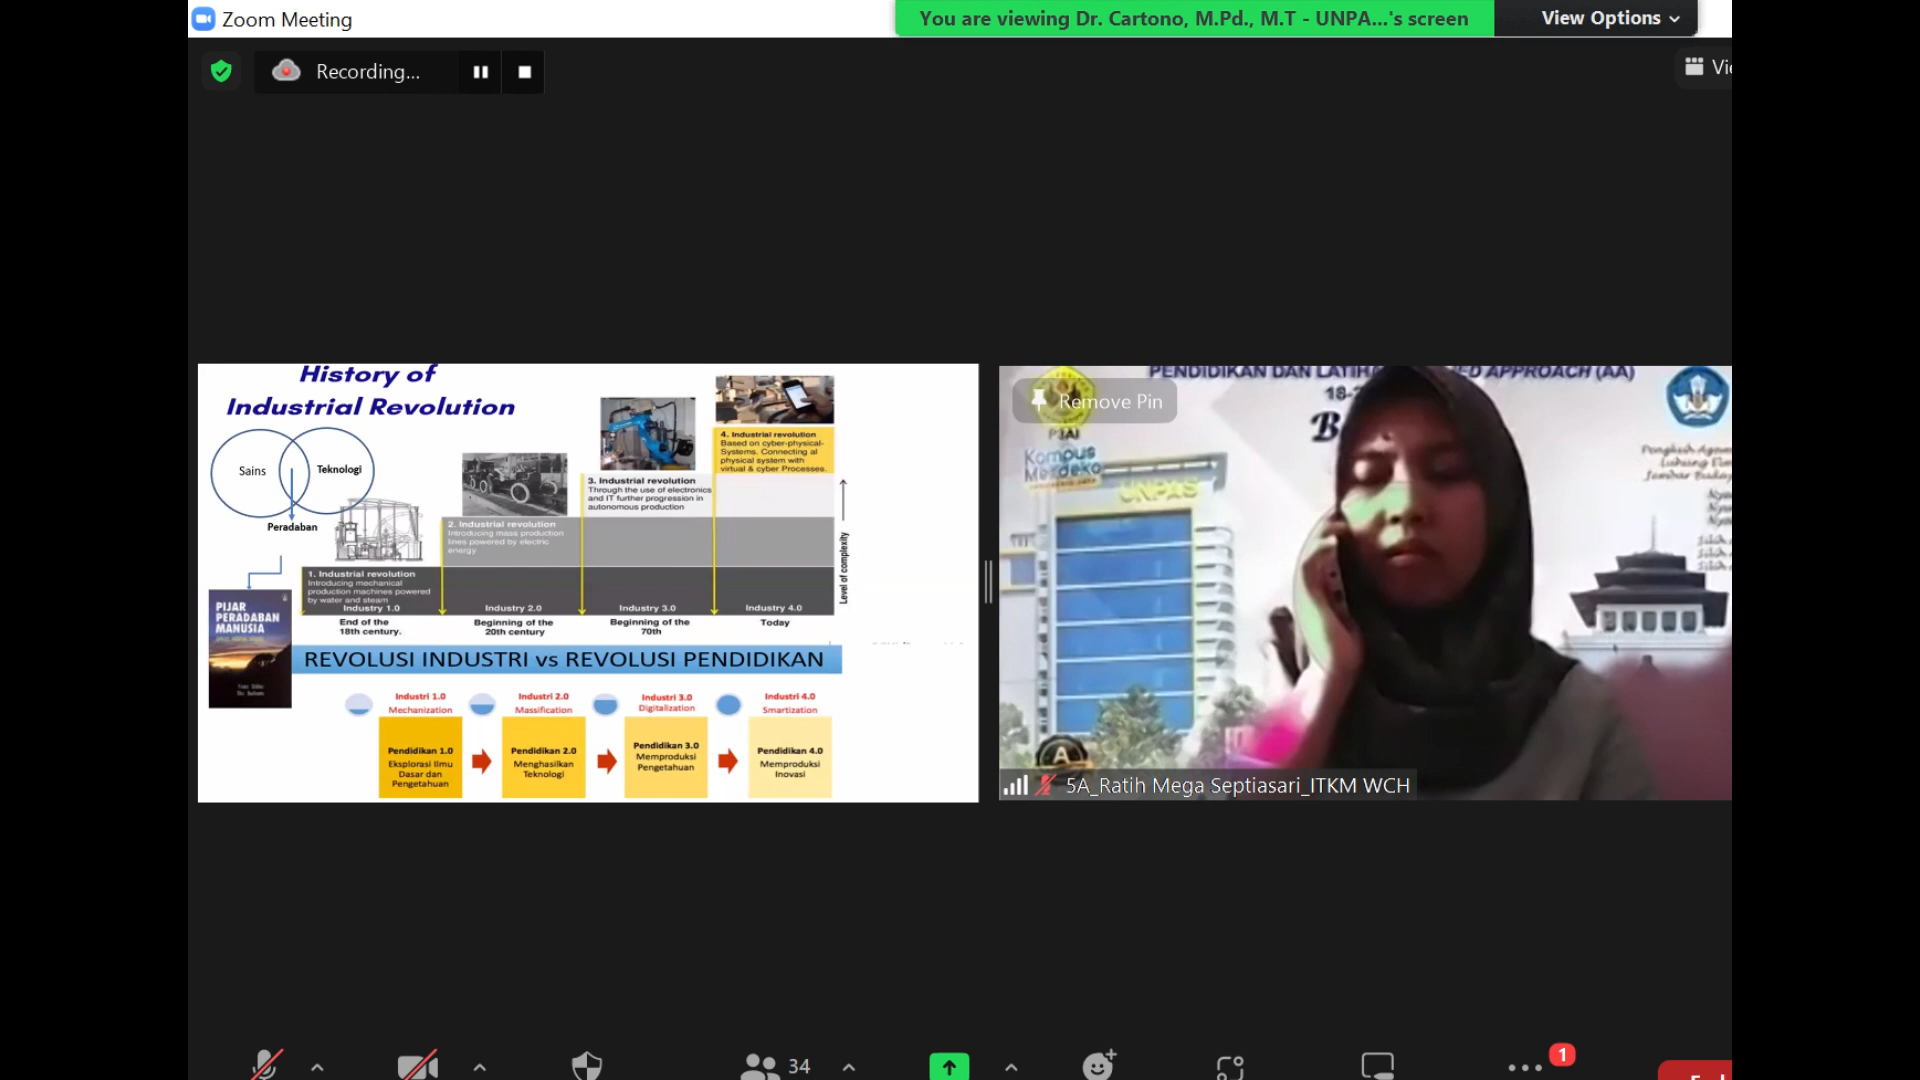 Zoom Meeting
You are viewing Dr. Cartono, M.Pd., M.T - UNPA...'s screen
View Options
Recording...
History of
Industrial Revolution
Sains
Teknologi
Peradaban
PIJAR
PERADABAN
MANUSIA
4. Industrial revolution
Based on cyber-physical-
Systems. Connecting al
physical system with
virtual & cyber Processes.
3. Industrial revolution
Through the use of electronics
and IT further progression in
autonomous production
2. Industrial revolution
Introducing mass production
lines powered by electric
energy
1. Industrial revolution
Introducing mechanical
production machines powered
by water and steam
Industry 1.0
Industry 2.0
Industry 3.0
Industry 4.0
End of the
18th century.
Beginning of the
20th century
Beginning of the
70th
Today
Level of complexity
REVOLUSI INDUSTRI vs REVOLUSI PENDIDIKAN
Industri 1.0
Mechanization
Industri 2.0
Massification
Industri 3.0
Digitalization
Industri 4.0
Smartization
Pendidikan 1.0
Eksplorasi Ilmu
Dasar dan
Pengetahuan
Pendidikan 2.0
Menghasilkan
Teknologi
Pendidikan 3.0
Memproduksi
Pengetahuan
Pendidikan 4.0
Memproduksi
Inovasi
PENDIDIKAN DAN
APPROACH (AA)
Remove Pin
P3AI
Kampus
Merdeka
UNPAS
A
5A_Ratih Mega Septiasari_ITKM WCH
34
1